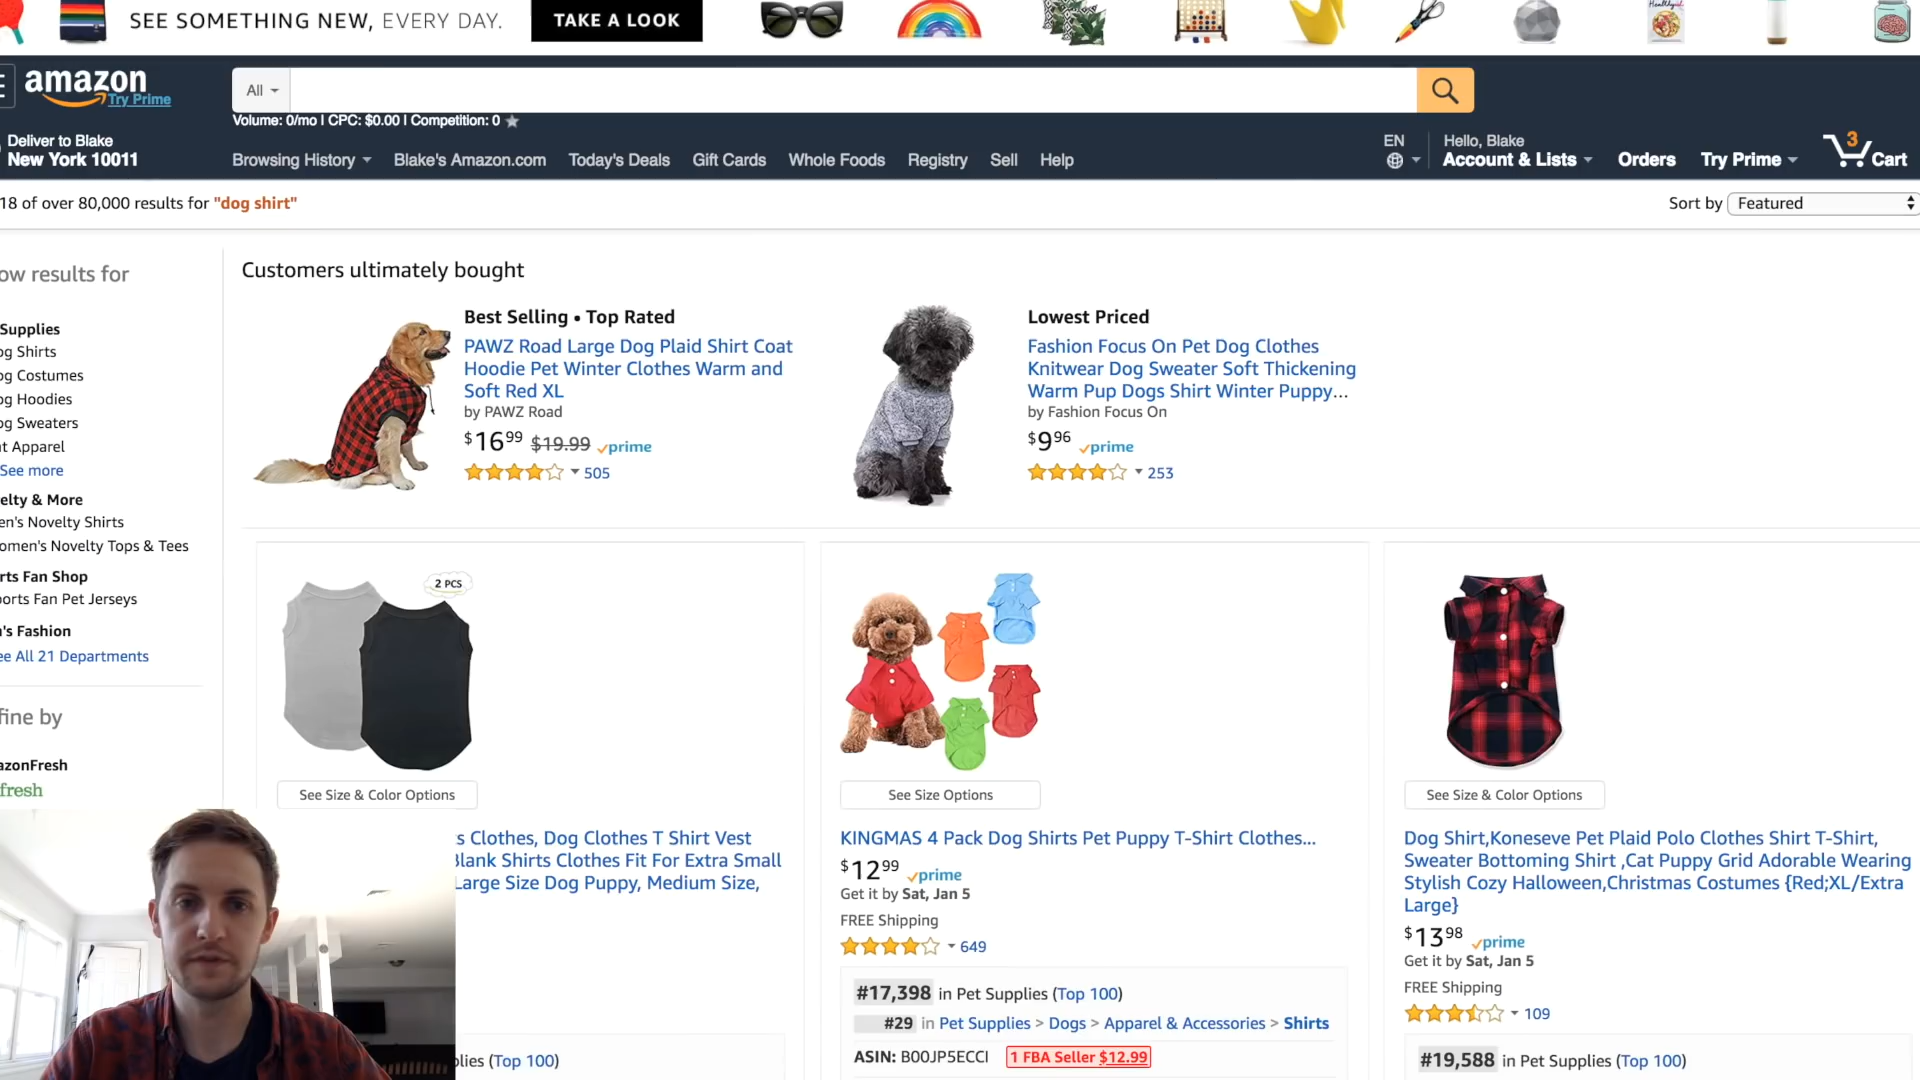 SEE SOMETHING NEW, EVERY DAY.
TAKE A LOOK
amazon
Try Prime
All
Volume: 0/mo | CPC: $0.00 | Competition: 0
Deliver to Blake
New York 10011
Browsing History
Blake's Amazon.com
Today's Deals
Gift Cards
Whole Foods
Registry
Sell
Help
EN
Hello, Blake
Account & Lists
Orders
Try Prime
3
Cart
18 of over 80,000 results for "dog shirt"
Sort by Featured
ow results for
Supplies
og Shirts
og Costumes
og Hoodies
og Sweaters
at Apparel
See more
elty & More
en's Novelty Shirts
omen's Novelty Tops & Tees
rts Fan Shop
ports Fan Pet Jerseys
's Fashion
ee All 21 Departments
fine by
azonFresh
fresh
Customers ultimately bought
Best Selling • Top Rated
PAWZ Road Large Dog Plaid Shirt Coat
Hoodie Pet Winter Clothes Warm and
Soft Red XL
by PAWZ Road
$16 99 $19.99 prime
505
Lowest Priced
Fashion Focus On Pet Dog Clothes
Knitwear Dog Sweater Soft Thickening
Warm Pup Dogs Shirt Winter Puppy...
by Fashion Focus On
$9 96 prime
253
2 PCS
See Size & Color Options
s Clothes, Dog Clothes T Shirt Vest
Blank Shirts Clothes Fit For Extra Small
Large Size Dog Puppy, Medium Size,
plies (Top 100)
See Size Options
KINGMAS 4 Pack Dog Shirts Pet Puppy T-Shirt Clothes...
$12 99 prime
Get it by Sat, Jan 5
FREE Shipping
649
#17,398 in Pet Supplies (Top 100)
#29 in Pet Supplies > Dogs > Apparel & Accessories > Shirts
ASIN: B00JP5ECCI 1 FBA Seller $12.99
See Size & Color Options
Dog Shirt,Koneseve Pet Plaid Polo Clothes Shirt T-Shirt,
Sweater Bottoming Shirt ,Cat Puppy Grid Adorable Wearing
Stylish Cozy Halloween,Christmas Costumes {Red;XL/Extra
Large}
$13 98 prime
Get it by Sat, Jan 5
FREE Shipping
109
#19,588 in Pet Supplies (Top 100)